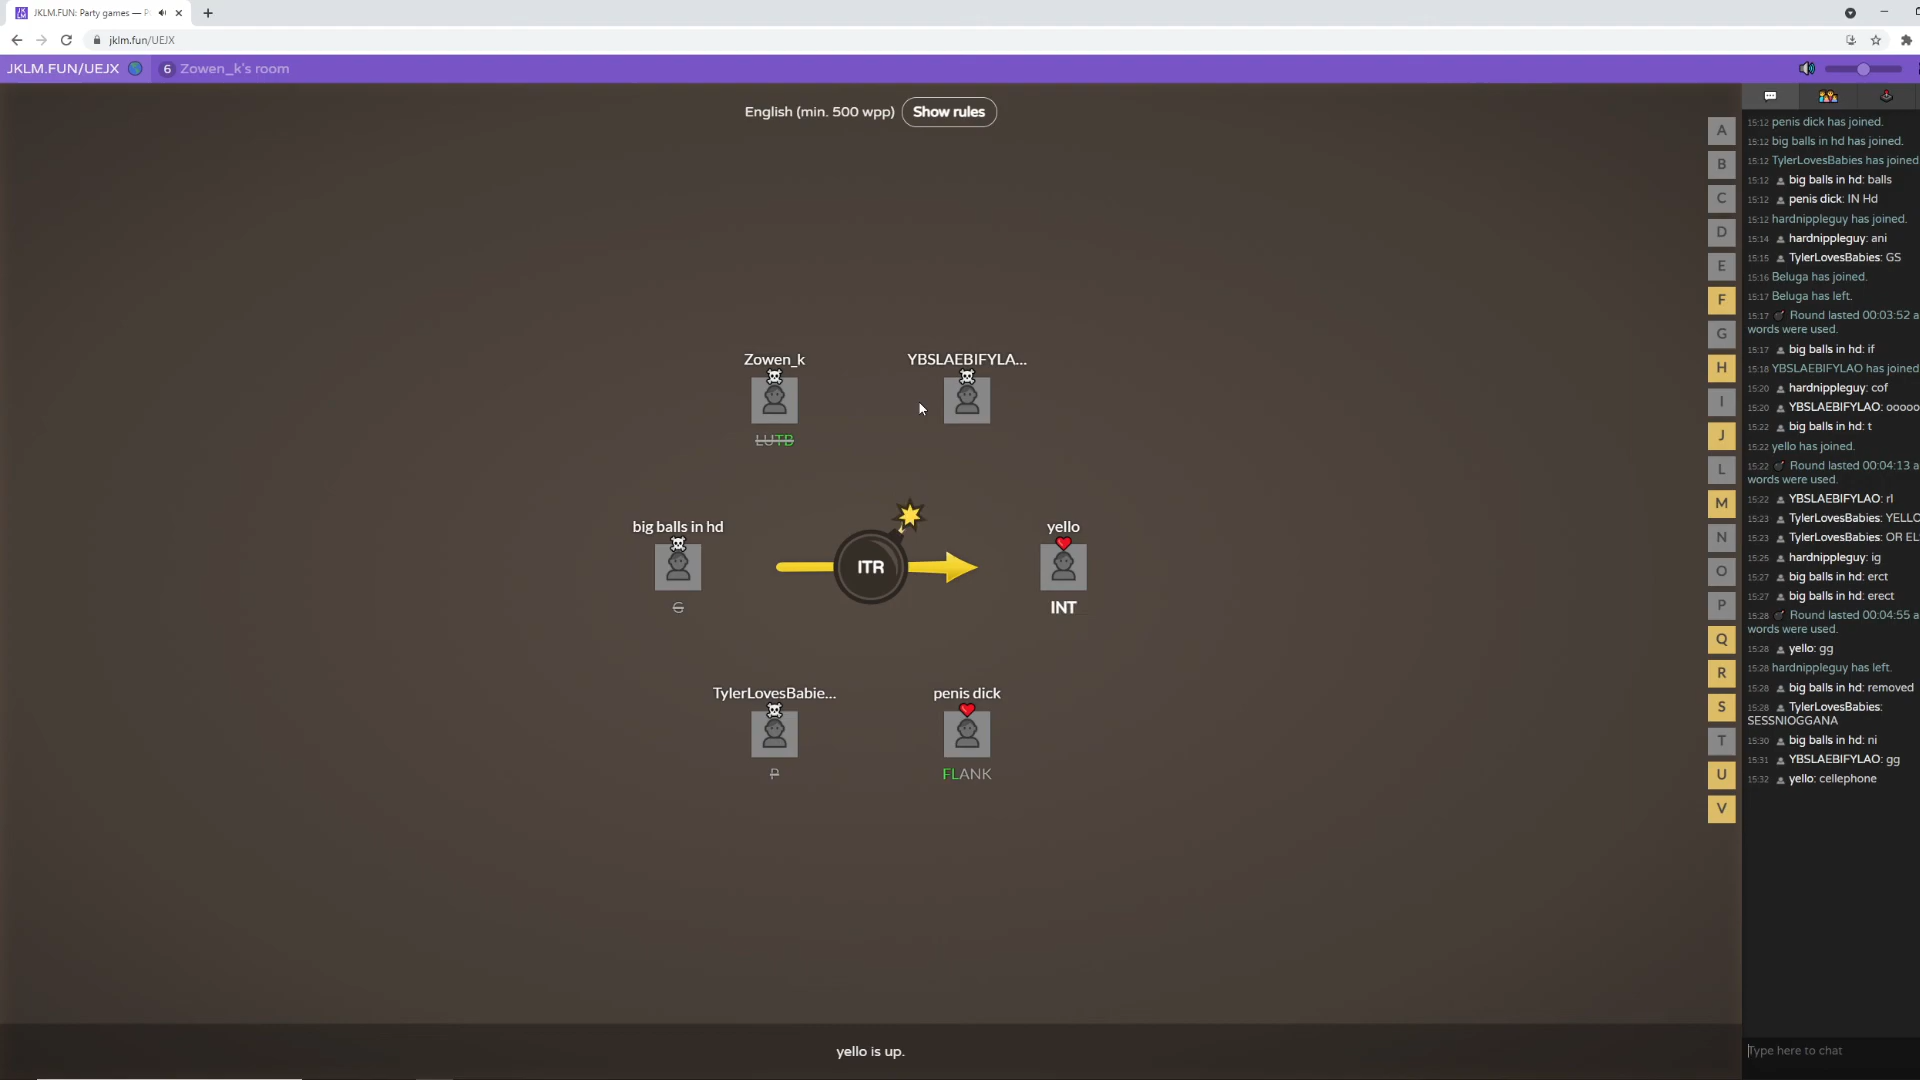 JKLM.FUN: Party games — P
jklm.fun/UEJX
JKLM.FUN/UEJX 6 Zowen_k's room
English (min. 500 wpp) Show rules
Zowen_k
YBSLAEBIFYLA...
LUTB
big balls in hd
yello
ITR
S
INT
TylerLovesBabie...
penis dick
P
FLANK
yello is up.
A
B
C
D
E
F
G
H
I
J
L
M
N
O
P
Q
R
S
T
U
V
15:12 penis dick has joined.
15:12 big balls in hd has joined.
15:12 TylerLovesBabies has joined
15:12 big balls in hd: balls
15:12 penis dick: IN Hd
15:12 hardnippleguy has joined.
15:14 hardnippleguy: ani
15:15 TylerLovesBabies: GS
15:16 Beluga has joined.
15:17 Beluga has left.
15:17 Round lasted 00:03:52 a
words were used.
15:17 big balls in hd: if
15:18 YBSLAEBIFYLAO has joined
15:20 hardnippleguy: cof
15:20 YBSLAEBIFYLAO: ooooo
15:22 big balls in hd: t
15:22 yello has joined.
15:22 Round lasted 00:04:13 a
words were used.
15:22 YBSLAEBIFYLAO: rl
15:23 TylerLovesBabies: YELLO
15:23 TylerLovesBabies: OR EL
15:25 hardnippleguy: ig
15:27 big balls in hd: erct
15:27 big balls in hd: erect
15:28 Round lasted 00:04:55 a
words were used.
15:28 yello: gg
15:28 hardnippleguy has left.
15:28 big balls in hd: removed
15:28 TylerLovesBabies:
SESSNIOGGANA
15:30 big balls in hd: ni
15:31 YBSLAEBIFYLAO: gg
15:32 yello: cellephone
Type here to chat